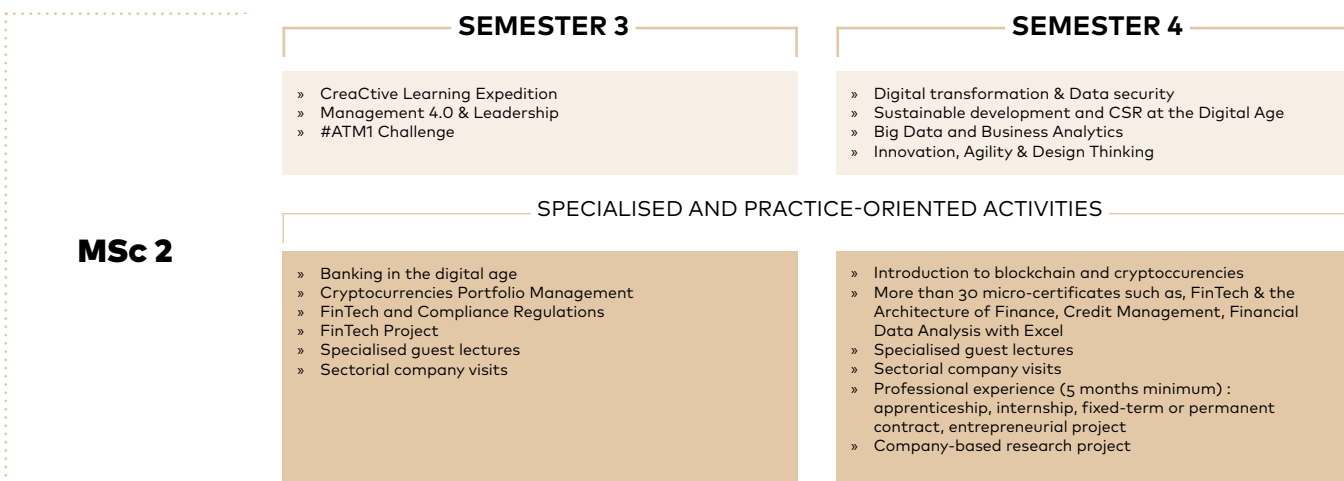 MSc 2
SEMESTER 3
» CreaCtive Learning Expedition
» Management 4.0 & Leadership
» #ATM1 Challenge
SEMESTER 4
» Digital transformation & Data security
» Sustainable development and CSR at the Digital Age
» Big Data and Business Analytics
» Innovation, Agility & Design Thinking
SPECIALISED AND PRACTICE-ORIENTED ACTIVITIES
» Banking in the digital age
» Cryptocurrencies Portfolio Management
» FinTech and Compliance Regulations
» FinTech Project
» Specialised guest lectures
» Sectorial company visits
» Introduction to blockchain and cryptoccurencies
» More than 30 micro-certificates such as, FinTech & the
Architecture of Finance, Credit Management, Financial
Data Analysis with Excel
» Specialised guest lectures
» Sectorial company visits
» Professional experience (5 months minimum) :
apprenticeship, internship, fixed-term or permanent
contract, entrepreneurial project
» Company-based research project